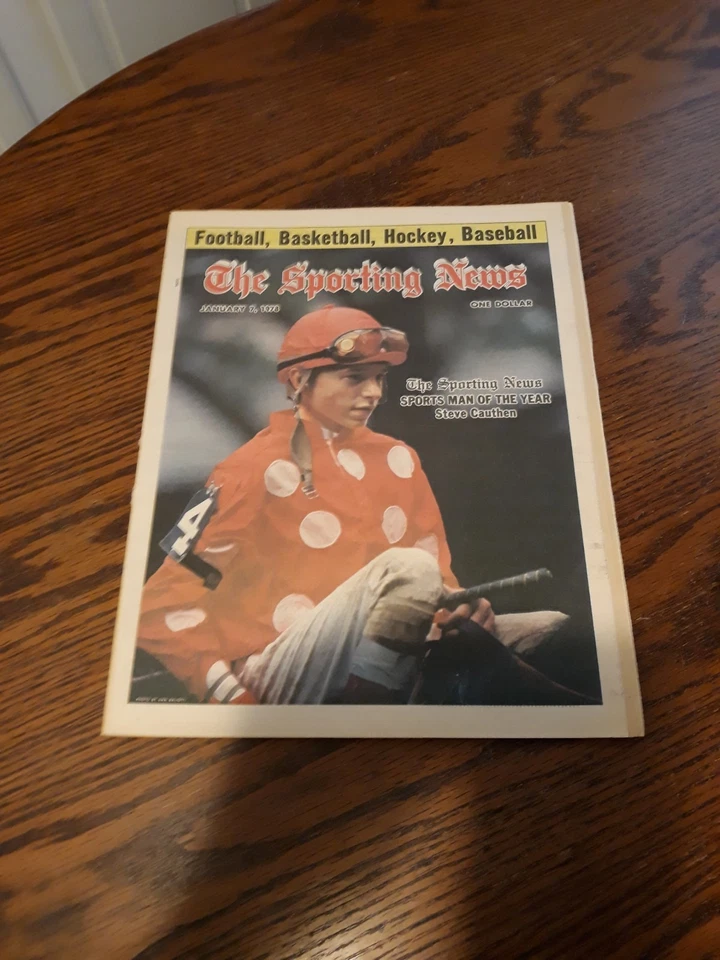 Football, Basketball, Hockey, Baseball
The Sporting News
JANUARY 7, 1978
ONE DOLLAR
The Sporting News
SPORTS MAN OF THE YEAR
Steve Cauthen
4